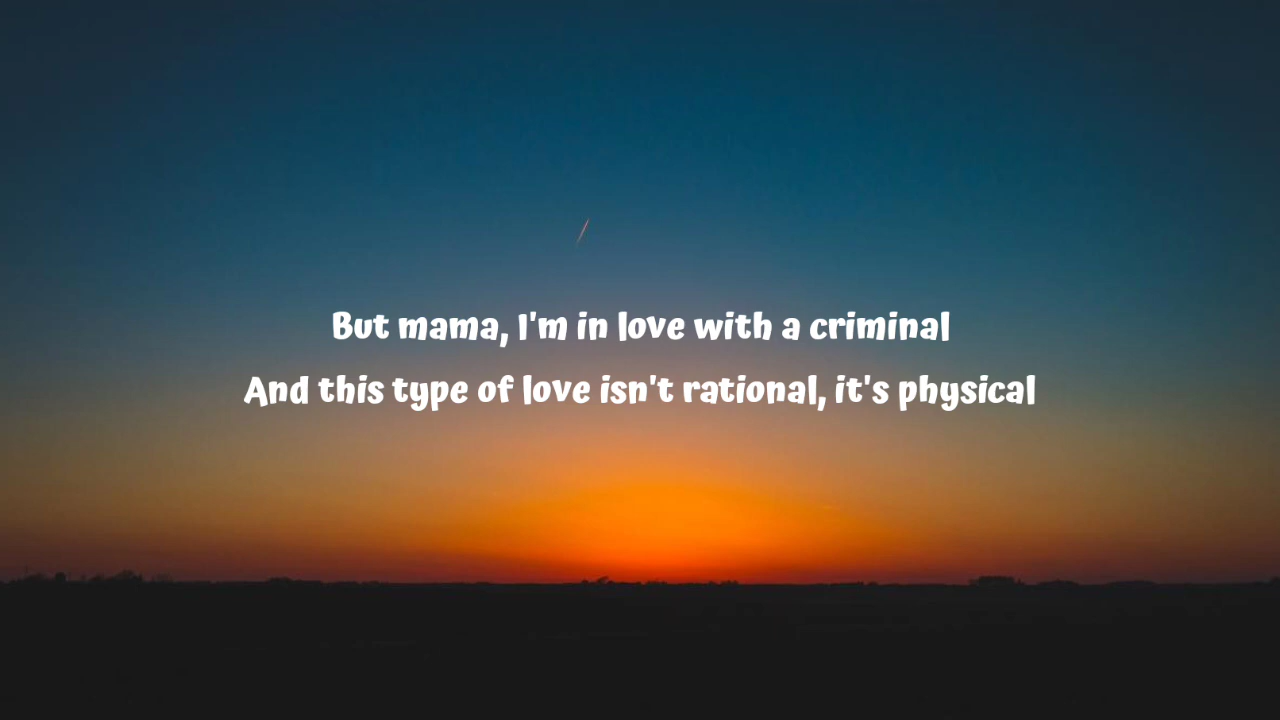 But mama, I'm in love with a criminal
And this type of love isn't rational, it's physical